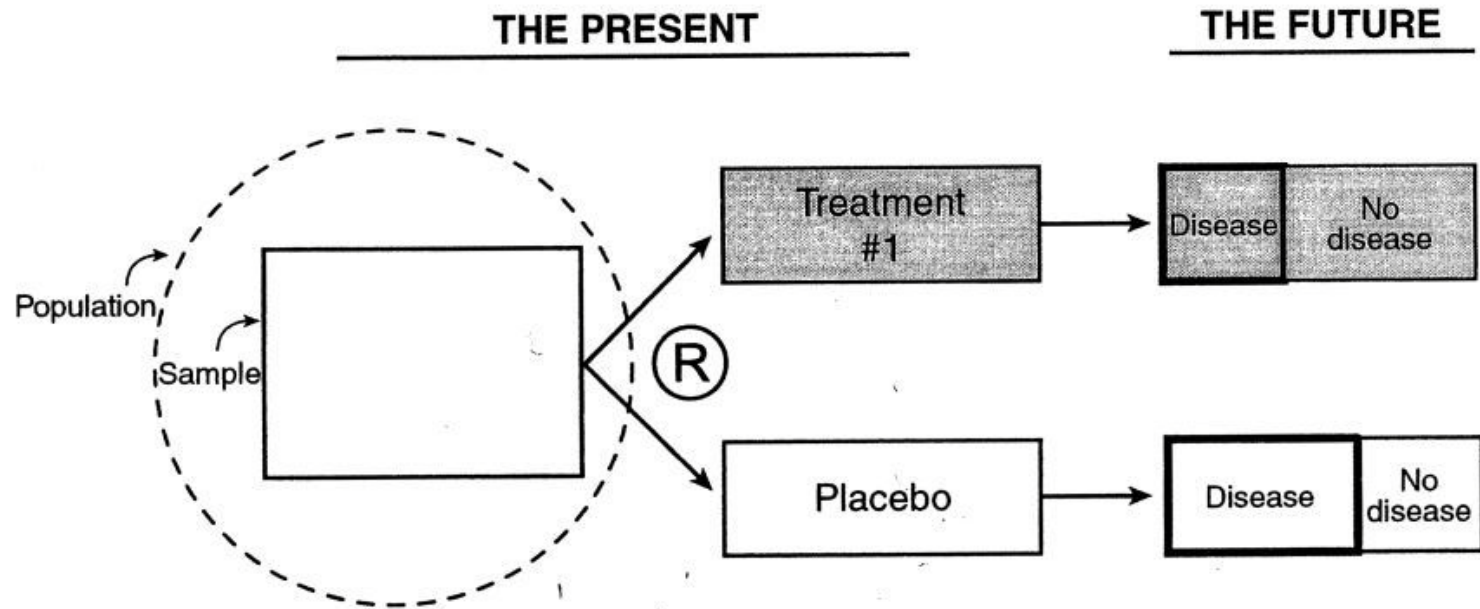 THE PRESENT
THE FUTURE
Population
Sample
R
Treatment
#1
Disease
No
disease
Placebo
Disease
No
disease